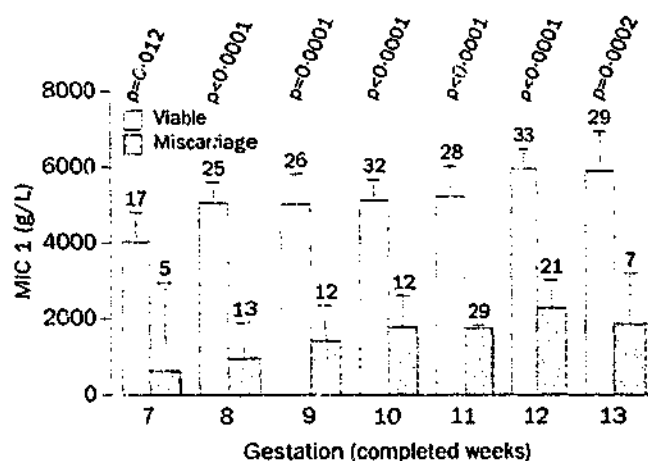 p=0·012 p<0·0001 p=0·0001 p<0·0001 p<0·0001 p<0·0001 p=0·0002
8000
6000
4000
2000
0
MIC 1 (g/L)
Viable
Miscarriage
17 5 25 13 26 12 32 12 28 29 33 21 29 7
7 8 9 10 11 12 13
Gestation (completed weeks)